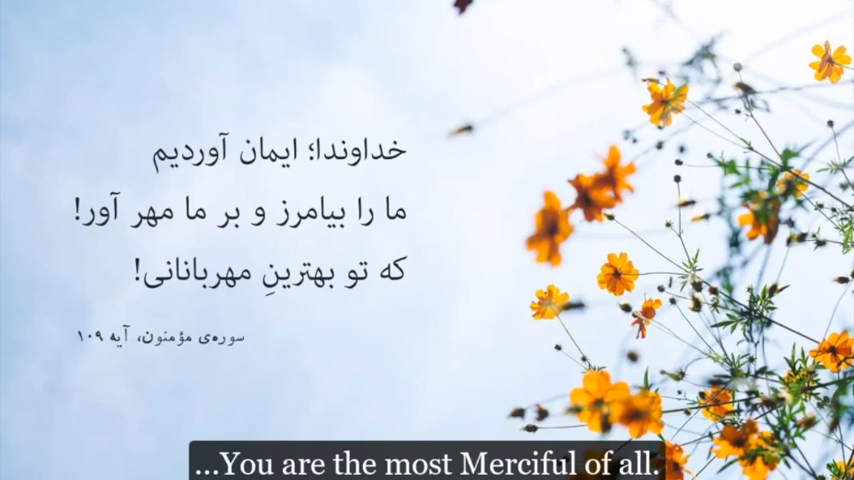 خداوندا؛ ایمان آوردیم
ما را بیامرز و بر ما مهر آور!
که تو بهترینِ مهربانانی!
سوره‌ی مؤمنون، آیه ۱۰۹
...You are the most Merciful of all.